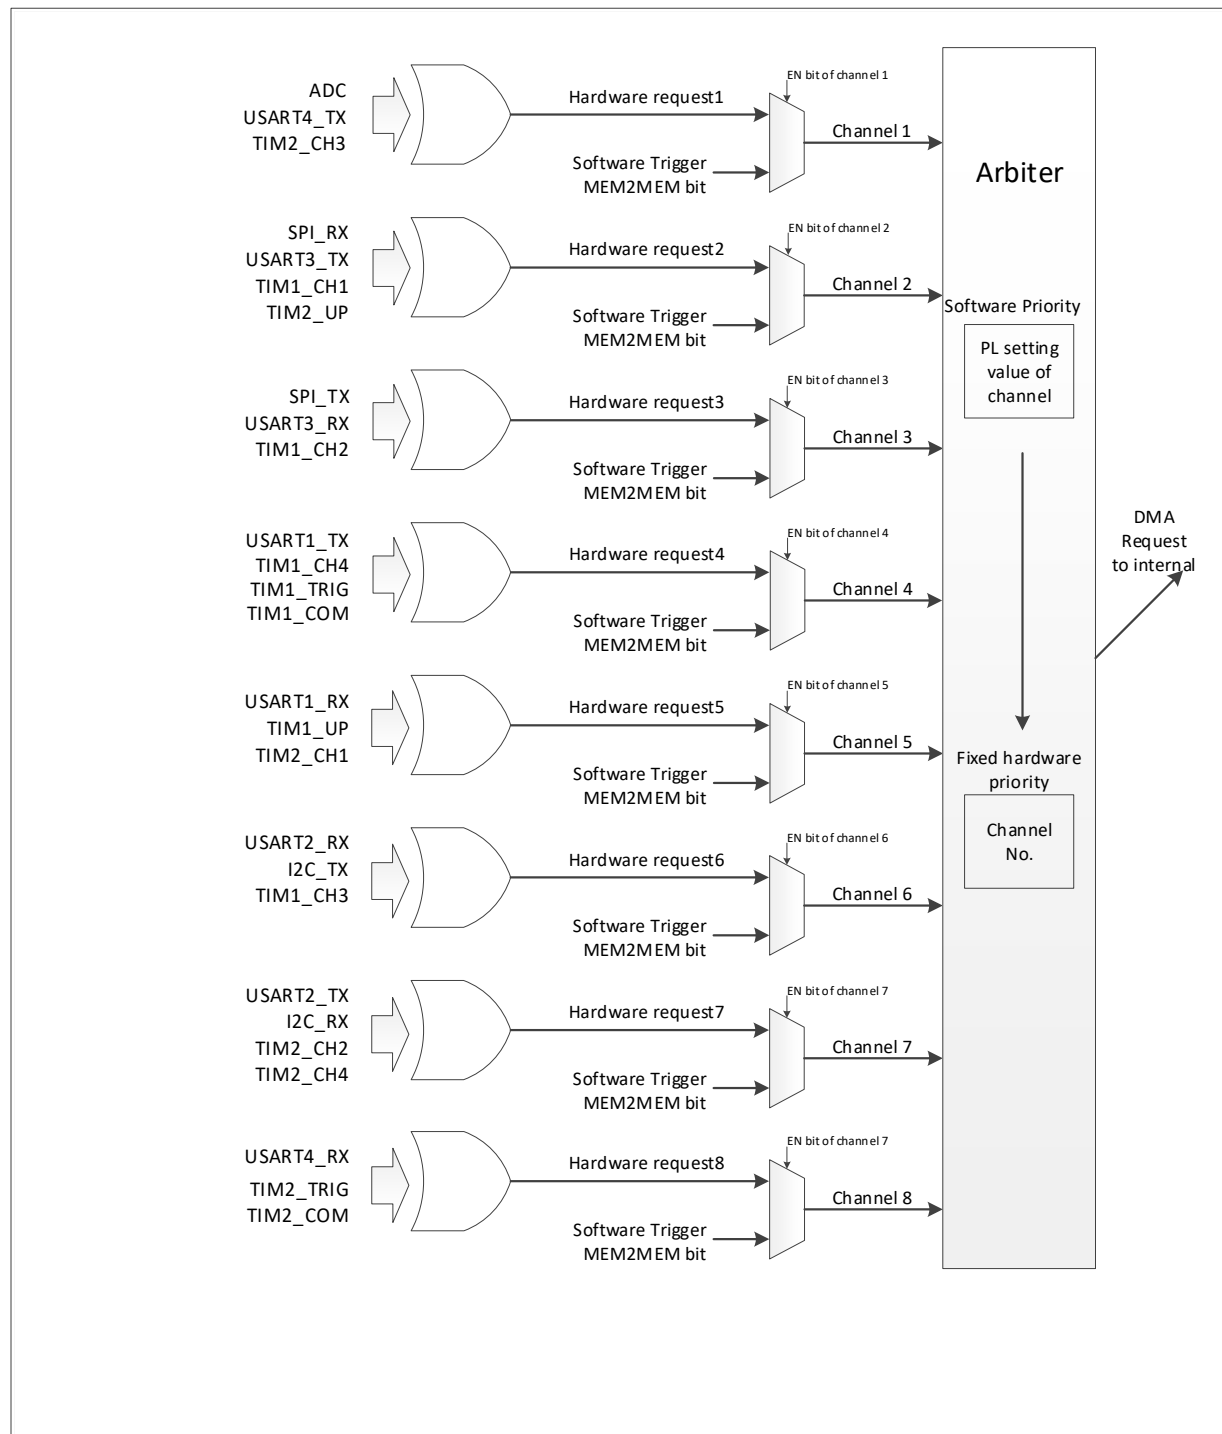 ADC
USART4_TX
TIM2_CH3
Hardware request1
EN bit of channel 1
Software Trigger
MEM2MEM bit
Channel 1
Arbiter
SPI_RX
USART3_TX
TIM1_CH1
TIM2_UP
Hardware request2
EN bit of channel 2
Software Trigger
MEM2MEM bit
Channel 2
Software Priority
PL setting
value of
channel
SPI_TX
USART3_RX
TIM1_CH2
Hardware request3
EN bit of channel 3
Software Trigger
MEM2MEM bit
Channel 3
USART1_TX
TIM1_CH4
TIM1_TRIG
TIM1_COM
Hardware request4
EN bit of channel 4
Software Trigger
MEM2MEM bit
Channel 4
DMA
Request
to internal
USART1_RX
TIM1_UP
TIM2_CH1
Hardware request5
EN bit of channel 5
Software Trigger
MEM2MEM bit
Channel 5
Fixed hardware
priority
Channel
No.
USART2_RX
I2C_TX
TIM1_CH3
Hardware request6
EN bit of channel 6
Software Trigger
MEM2MEM bit
Channel 6
USART2_TX
I2C_RX
TIM2_CH2
TIM2_CH4
Hardware request7
EN bit of channel 7
Software Trigger
MEM2MEM bit
Channel 7
USART4_RX
TIM2_TRIG
TIM2_COM
Hardware request8
EN bit of channel 7
Software Trigger
MEM2MEM bit
Channel 8